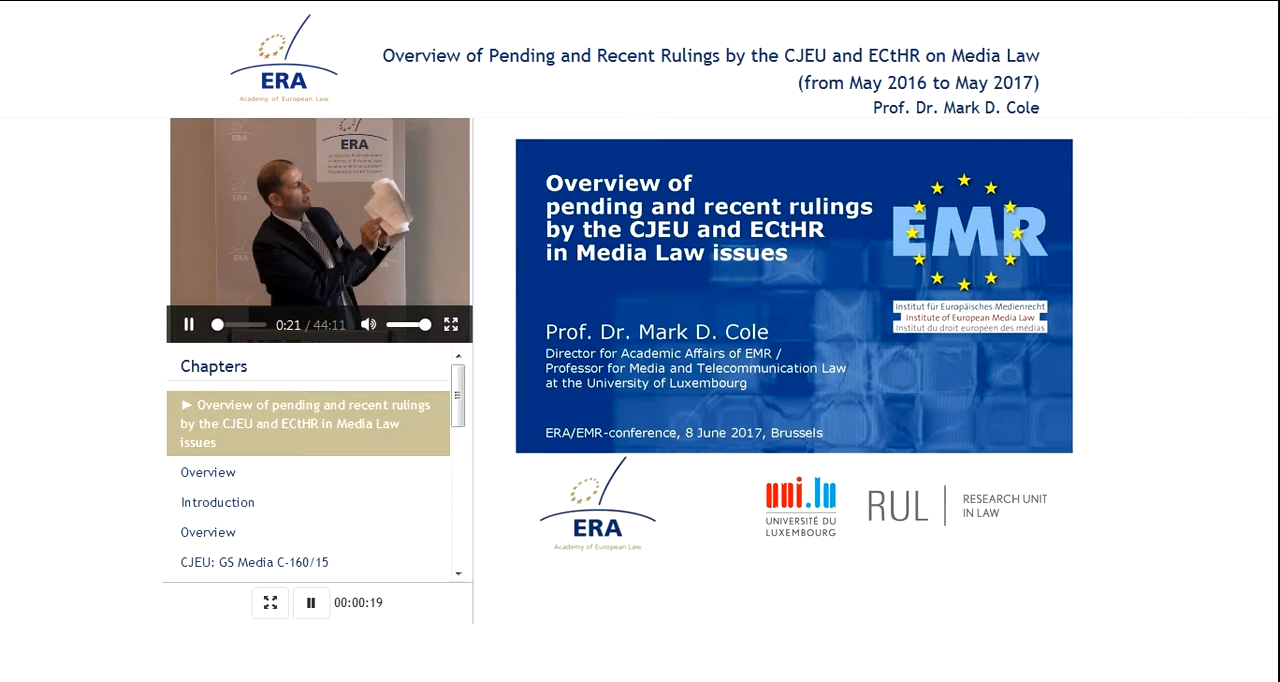 ERA
Academy of European Law
Overview of Pending and Recent Rulings by the CJEU and ECtHR on Media Law
(from May 2016 to May 2017)
Prof. Dr. Mark D. Cole
ERA
ERA
ERA
ERA
0:21 / 44:11
Chapters
► Overview of pending and recent rulings
by the CJEU and ECtHR in Media Law
issues
Overview
Introduction
Overview
CJEU: GS Media C-160/15
00:00:19
Overview of
pending and recent rulings
by the CJEU and ECtHR
in Media Law issues
EMR
Institut für Europäisches Medienrecht
Institute of European Media Law
Institut du droit européen des médias
Prof. Dr. Mark D. Cole
Director for Academic Affairs of EMR /
Professor for Media and Telecommunication Law
at the University of Luxembourg
ERA/EMR-conference, 8 June 2017, Brussels
ERA
Academy of European Law
uni.lu
UNIVERSITÉ DU
LUXEMBOURG
RUL
RESEARCH UNIT
IN LAW